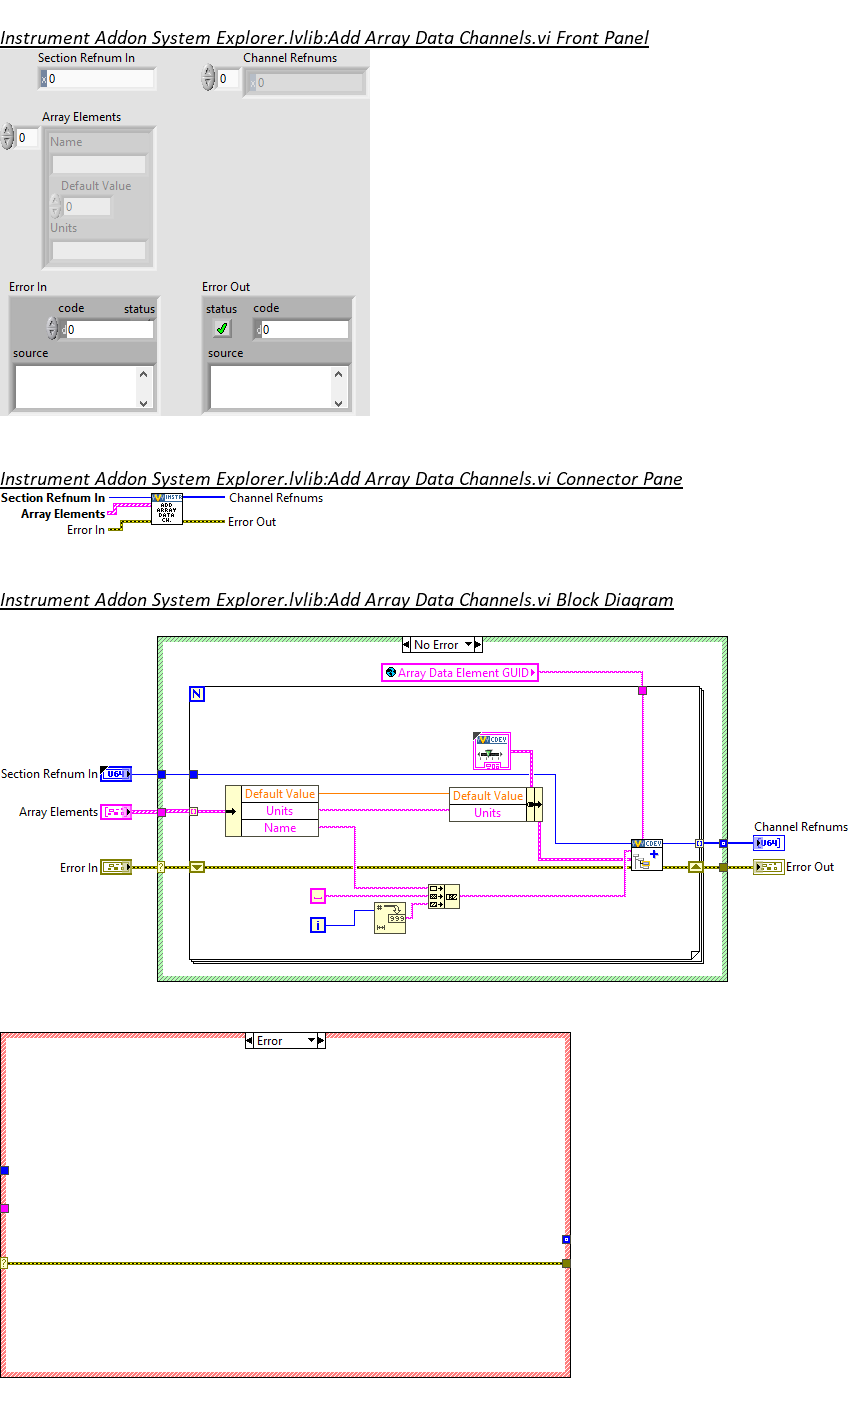 Instrument Addon System Explorer.lvlib:Add Array Data Channels.vi Front Panel
Section Refnum In
Channel Refnums
x 0
0
x 0
Array Elements
0
Name
Default Value
0
Units
Error In
Error Out
code
status
status
code
d 0
d 0
source
source
Instrument Addon System Explorer.lvlib:Add Array Data Channels.vi Connector Pane
Section Refnum In
Array Elements
Error In
INSTR
ADD
ARRAY
DATA
CH.
Channel Refnums
Error Out
Instrument Addon System Explorer.lvlib:Add Array Data Channels.vi Block Diagram
No Error
Array Data Element GUID
N
CDEV
Section Refnum In
U64
Default Value
Units
Name
Default Value
Units
Array Elements
Channel Refnums
CDEV
U64
Error In
?
Error Out
#
999
i
Error
?